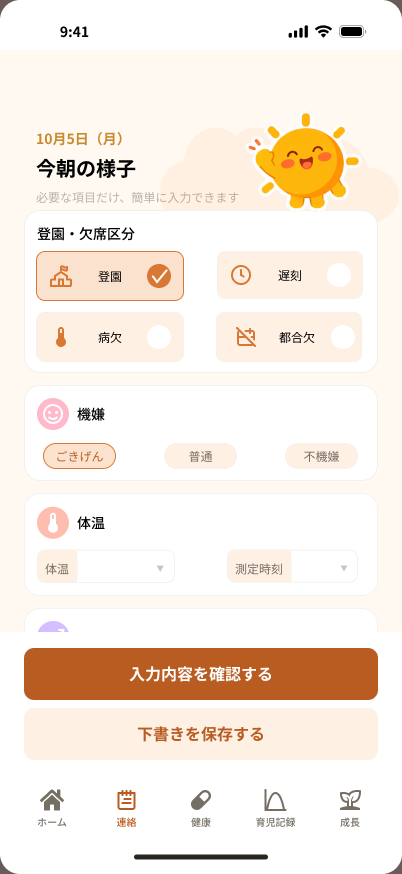 9:41
10月5日（月）
今朝の様子
必要な項目だけ、簡単に入力できます
登園・欠席区分
登園
遅刻
病欠
都合欠
機嫌
ごきげん
普通
不機嫌
体温
体温
測定時刻
入力内容を確認する
下書きを保存する
ホーム
連絡
健康
育児記録
成長